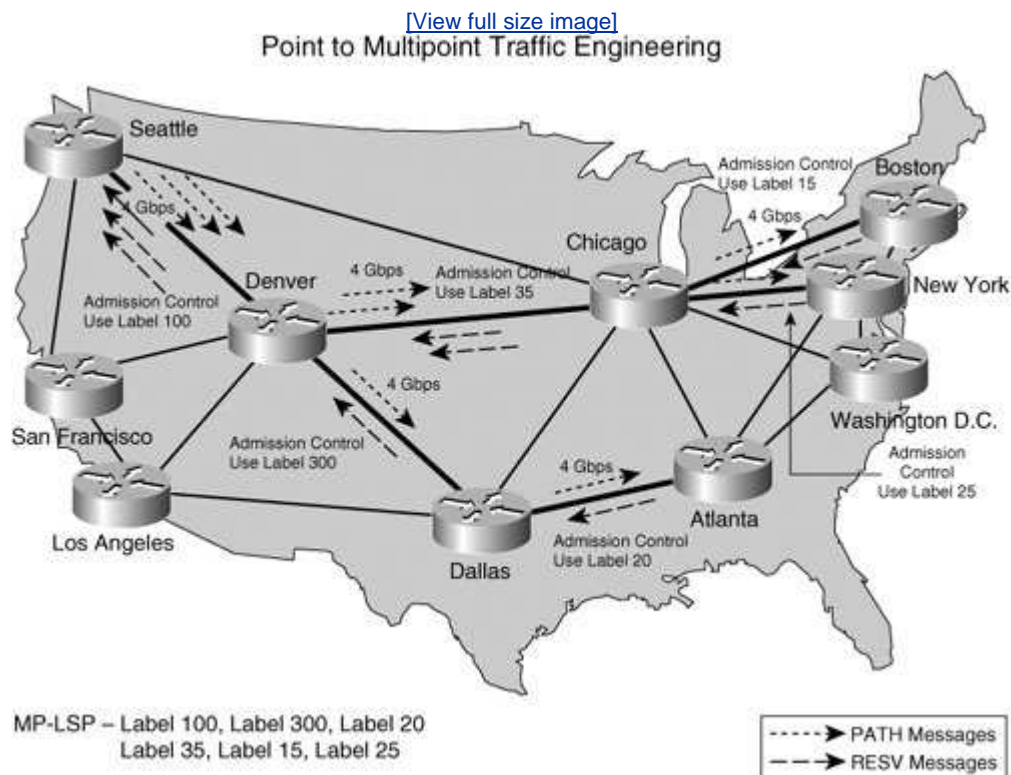 [View full size image]
Point to Multipoint Traffic Engineering
Seattle
Admission Control
Use Label 15
Boston
4 Gbps
4 Gbps
Chicago
Denver
4 Gbps
Admission Control
Use Label 35
New York
Admission Control
Use Label 100
4 Gbps
San Francisco
Washington D.C.
Admission Control
Use Label 300
Admission
Control
Use Label 25
4 Gbps
Los Angeles
Atlanta
Dallas
Admission Control
Use Label 20
MP-LSP – Label 100, Label 300, Label 20
Label 35, Label 15, Label 25
PATH Messages
RESV Messages